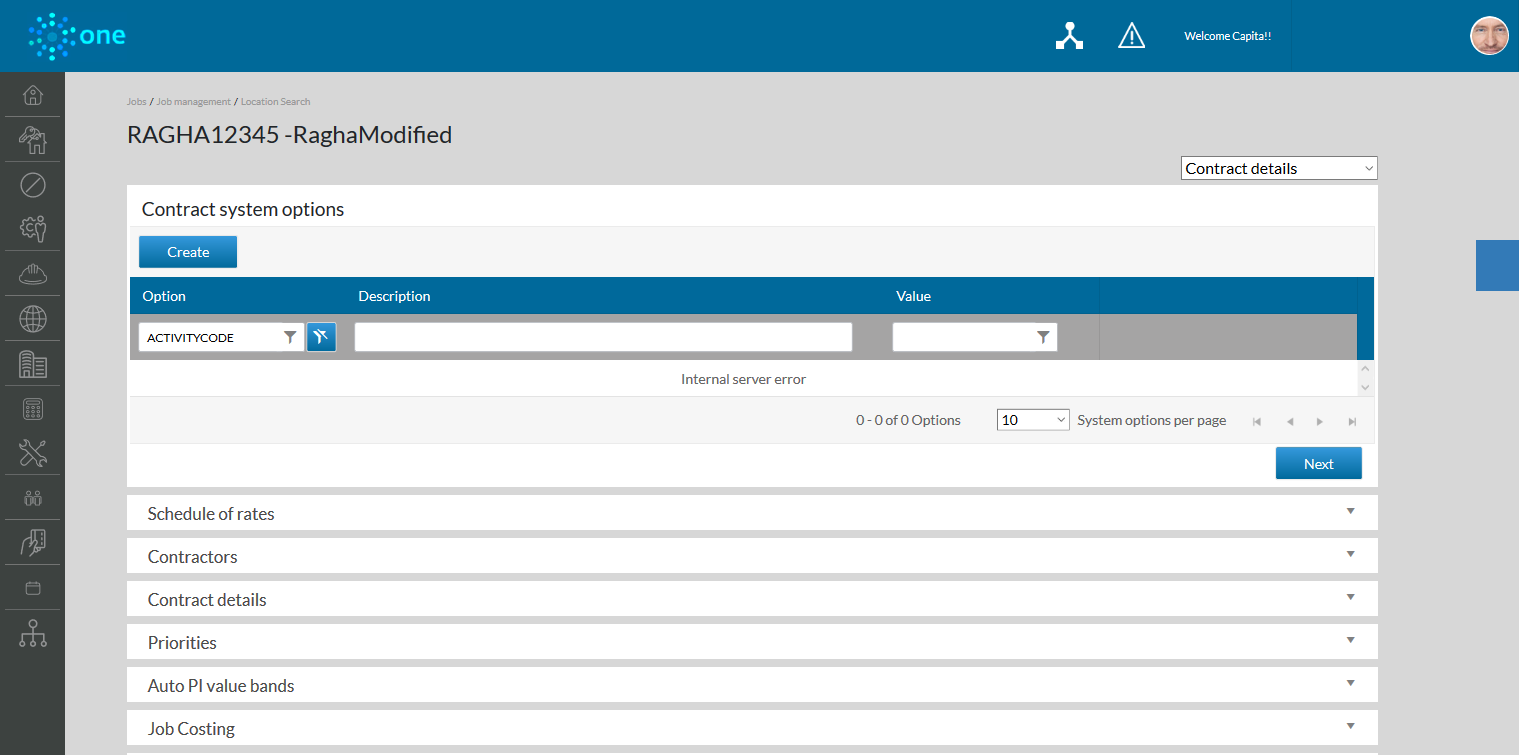 one
Welcome Capita!!
Jobs / Job management / Location Search
RAGHA12345 -RaghaModified
Contract details
Contract system options
Create
Option Description Value
ACTIVITYCODE
Internal server error
0 - 0 of 0 Options 10 System options per page
Next
Schedule of rates
Contractors
Contract details
Priorities
Auto PI value bands
Job Costing